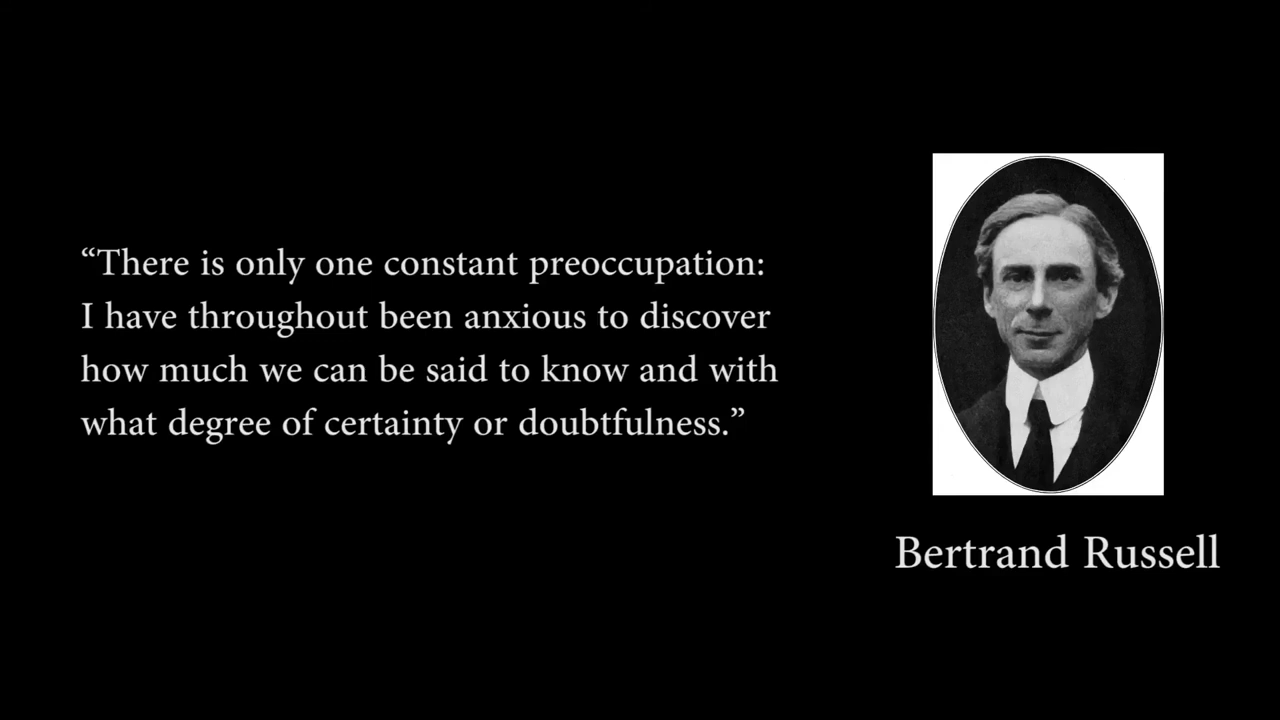 “There is only one constant preoccupation:
I have throughout been anxious to discover
how much we can be said to know and with
what degree of certainty or doubtfulness.”
Bertrand Russell